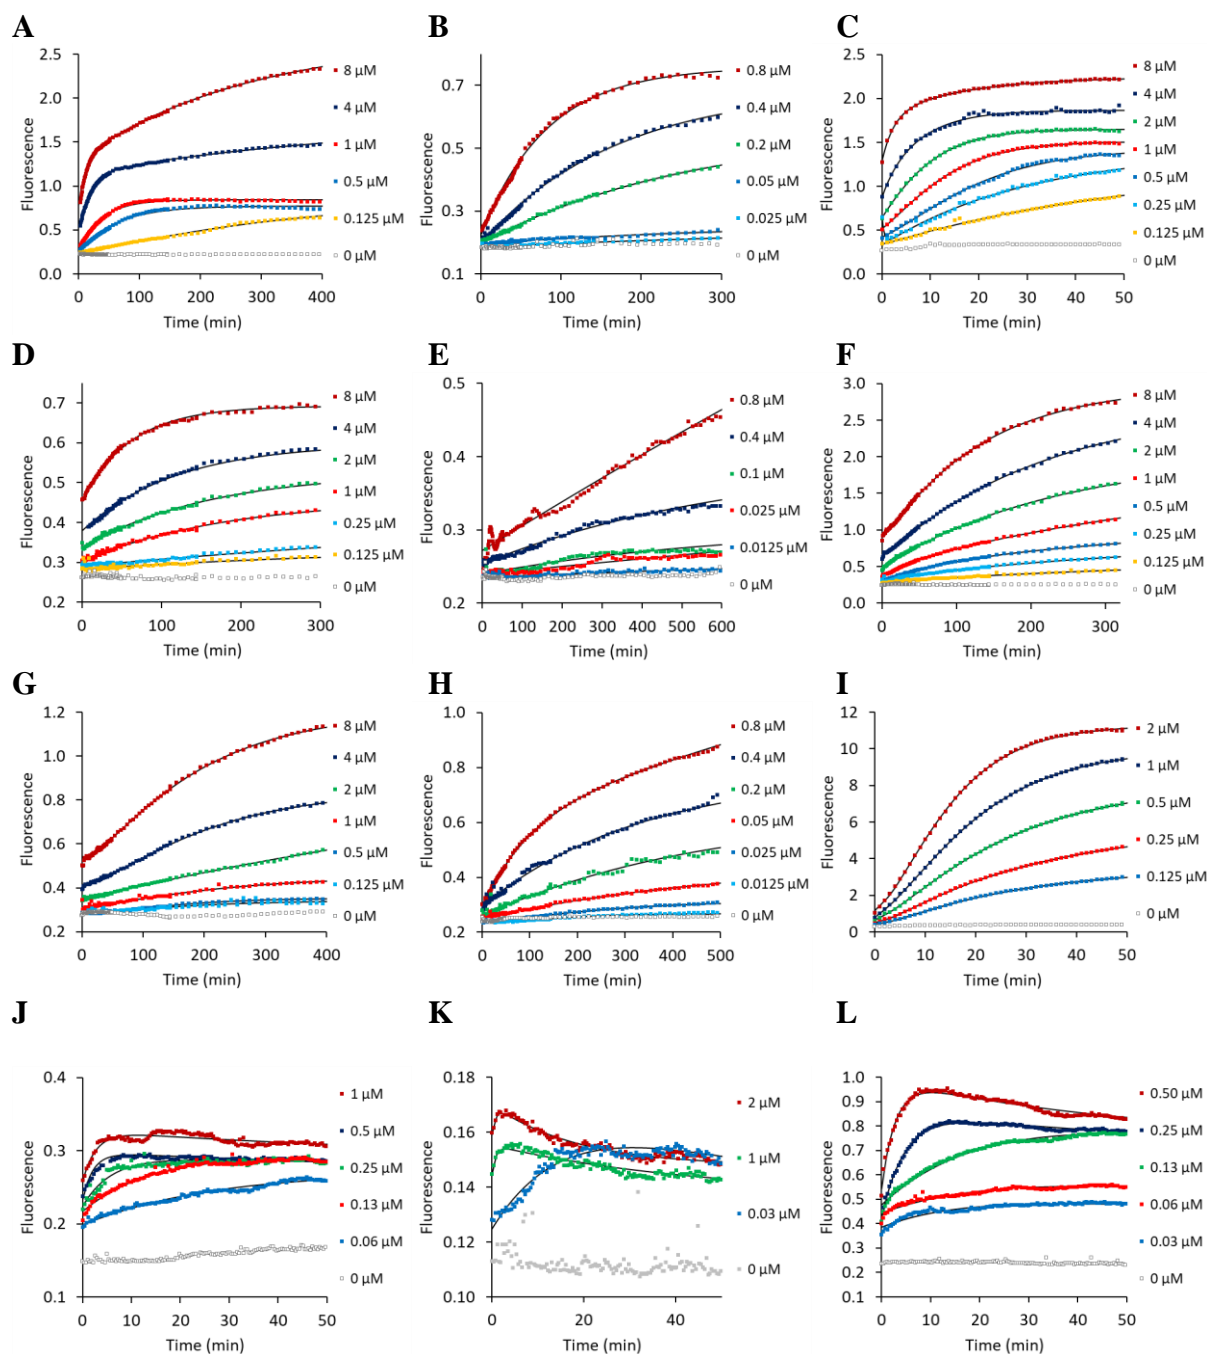 A
B
C
Fluorescence
2.5
2.0
1.5
1.0
0.5
0.0
0
100
200
300
400
Time (min)
8 µM
4 µM
1 µM
0.5 µM
0.125 µM
0 µM
Fluorescence
0.7
0.5
0.3
0.1
0
100
200
300
Time (min)
0.8 µM
0.4 µM
0.2 µM
0.05 µM
0.025 µM
0 µM
Fluorescence
2.5
2.0
1.5
1.0
0.5
0.0
0
10
20
30
40
50
Time (min)
8 µM
4 µM
2 µM
1 µM
0.5 µM
0.25 µM
0.125 µM
0 µM
D
E
F
Fluorescence
0.7
0.6
0.5
0.4
0.3
0.2
0
100
200
300
Time (min)
8 µM
4 µM
2 µM
1 µM
0.25 µM
0.125 µM
0 µM
Fluorescence
0.5
0.4
0.3
0.2
0
100
200
300
400
500
600
Time (min)
0.8 µM
0.4 µM
0.1 µM
0.025 µM
0.0125 µM
0 µM
Fluorescence
3.0
2.5
2.0
1.5
1.0
0.5
0.0
0
100
200
300
Time (min)
8 µM
4 µM
2 µM
1 µM
0.5 µM
0.25 µM
0.125 µM
0 µM
G
H
I
Fluorescence
1.2
1.0
0.8
0.6
0.4
0.2
0
100
200
300
400
Time (min)
8 µM
4 µM
2 µM
1 µM
0.5 µM
0.125 µM
0 µM
Fluorescence
1.0
0.8
0.6
0.4
0.2
0
100
200
300
400
500
Time (min)
0.8 µM
0.4 µM
0.2 µM
0.05 µM
0.025 µM
0.0125 µM
0 µM
Fluorescence
12
10
8
6
4
2
0
0
10
20
30
40
50
Time (min)
2 µM
1 µM
0.5 µM
0.25 µM
0.125 µM
0 µM
J
K
L
Fluorescence
0.4
0.3
0.2
0.1
0
10
20
30
40
50
Time (min)
1 µM
0.5 µM
0.25 µM
0.13 µM
0.06 µM
0 µM
Fluorescence
0.18
0.16
0.14
0.12
0.10
0
20
40
Time (min)
2 µM
1 µM
0.03 µM
0 µM
Fluorescence
1.0
0.9
0.8
0.7
0.6
0.5
0.4
0.3
0.2
0.1
0
10
20
30
40
50
Time (min)
0.50 µM
0.25 µM
0.13 µM
0.06 µM
0.03 µM
0 µM